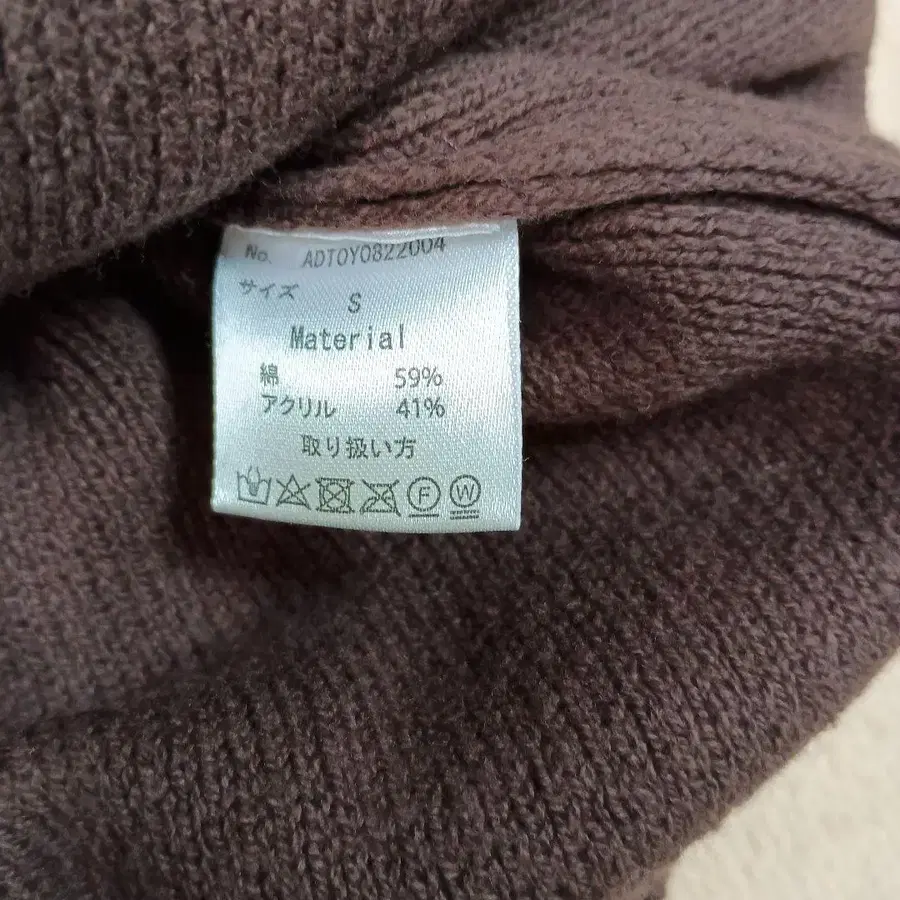 No. ADTOY0822004
サイズ S
Material
綿 59%
アクリル 41%
取り扱い方
F W